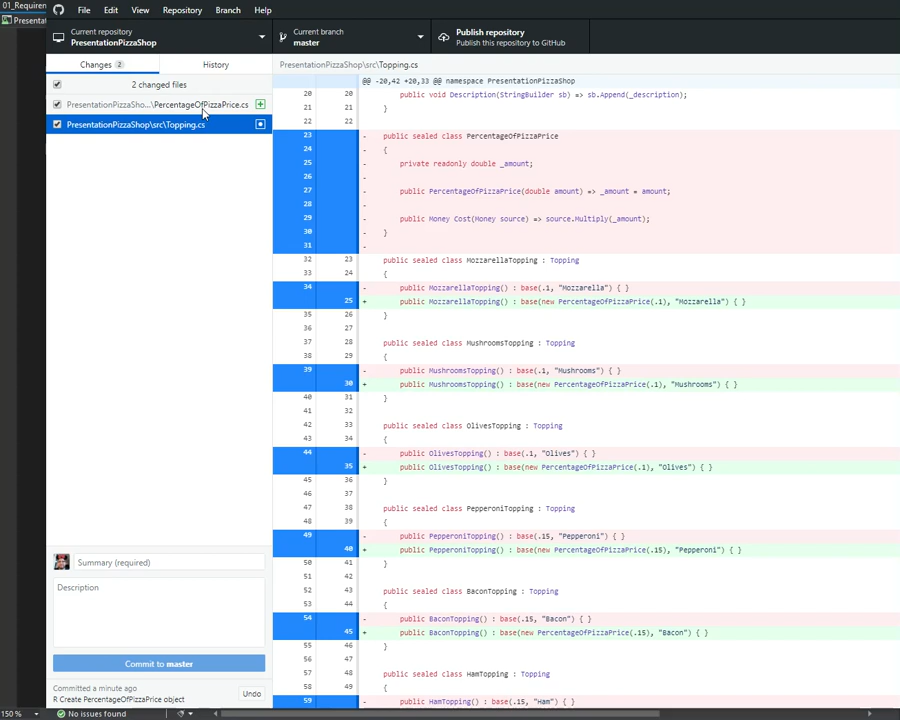 01_Requirem
Presentat
File Edit View Repository Branch Help
Current repository
PresentationPizzaShop
Current branch
master
Publish repository
Publish this repository to GitHub
Changes 2
History
PresentationPizzaShop\src\Topping.cs
2 changed files
PresentationPizzaSho...\PercentageOfPizzaPrice.cs
PresentationPizzaShop\src\Topping.cs
@@ -20,42 +20,33 @@ namespace PresentationPizzaShop
20 20 public void Description(StringBuilder sb) => sb.Append(_description);
21 21 }
22 22
23 - public sealed class PercentageOfPizzaPrice
24 - {
25 - private readonly double _amount;
26 -
27 - public PercentageOfPizzaPrice(double amount) => _amount = amount;
28 -
29 - public Money Cost(Money source) => source.Multiply(_amount);
30 - }
31 -
32 23 public sealed class MozzarellaTopping : Topping
33 24 {
34 - public MozzarellaTopping() : base(.1, "Mozzarella") { }
25 + public MozzarellaTopping() : base(new PercentageOfPizzaPrice(.1), "Mozzarella") { }
35 26 }
36 27
37 28 public sealed class MushroomsTopping : Topping
38 29 {
39 - public MushroomsTopping() : base(.1, "Mushrooms") { }
30 + public MushroomsTopping() : base(new PercentageOfPizzaPrice(.1), "Mushrooms") { }
40 31 }
41 32
42 33 public sealed class OlivesTopping : Topping
43 34 {
44 - public OlivesTopping() : base(.1, "Olives") { }
35 + public OlivesTopping() : base(new PercentageOfPizzaPrice(.1), "Olives") { }
45 36 }
46 37
47 38 public sealed class PepperoniTopping : Topping
48 39 {
49 - public PepperoniTopping() : base(.15, "Pepperoni") { }
40 + public PepperoniTopping() : base(new PercentageOfPizzaPrice(.15), "Pepperoni") { }
50 41 }
51 42
52 43 public sealed class BaconTopping : Topping
53 44 {
54 - public BaconTopping() : base(.15, "Bacon") { }
45 + public BaconTopping() : base(new PercentageOfPizzaPrice(.15), "Bacon") { }
55 46 }
56 47
57 48 public sealed class HamTopping : Topping
58 49 {
59 - public HamTopping() : base(.15, "Ham") { }
Summary (required)
Description
Commit to master
Committed a minute ago
R Create PercentageOfPizzaPrice object
Undo
150 %
No issues found